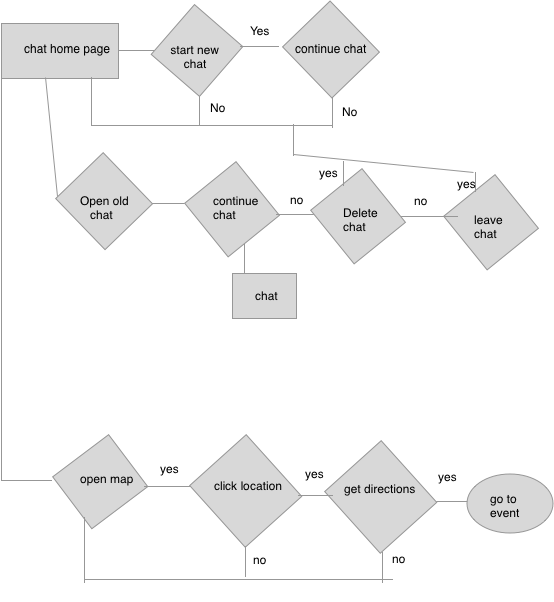 chat home page
start new
chat
Yes
continue chat
No
No
Open old
chat
continue
chat
no
yes
Delete
chat
no
yes
leave
chat
chat
open map
yes
click location
yes
get directions
yes
go to
event
no
no